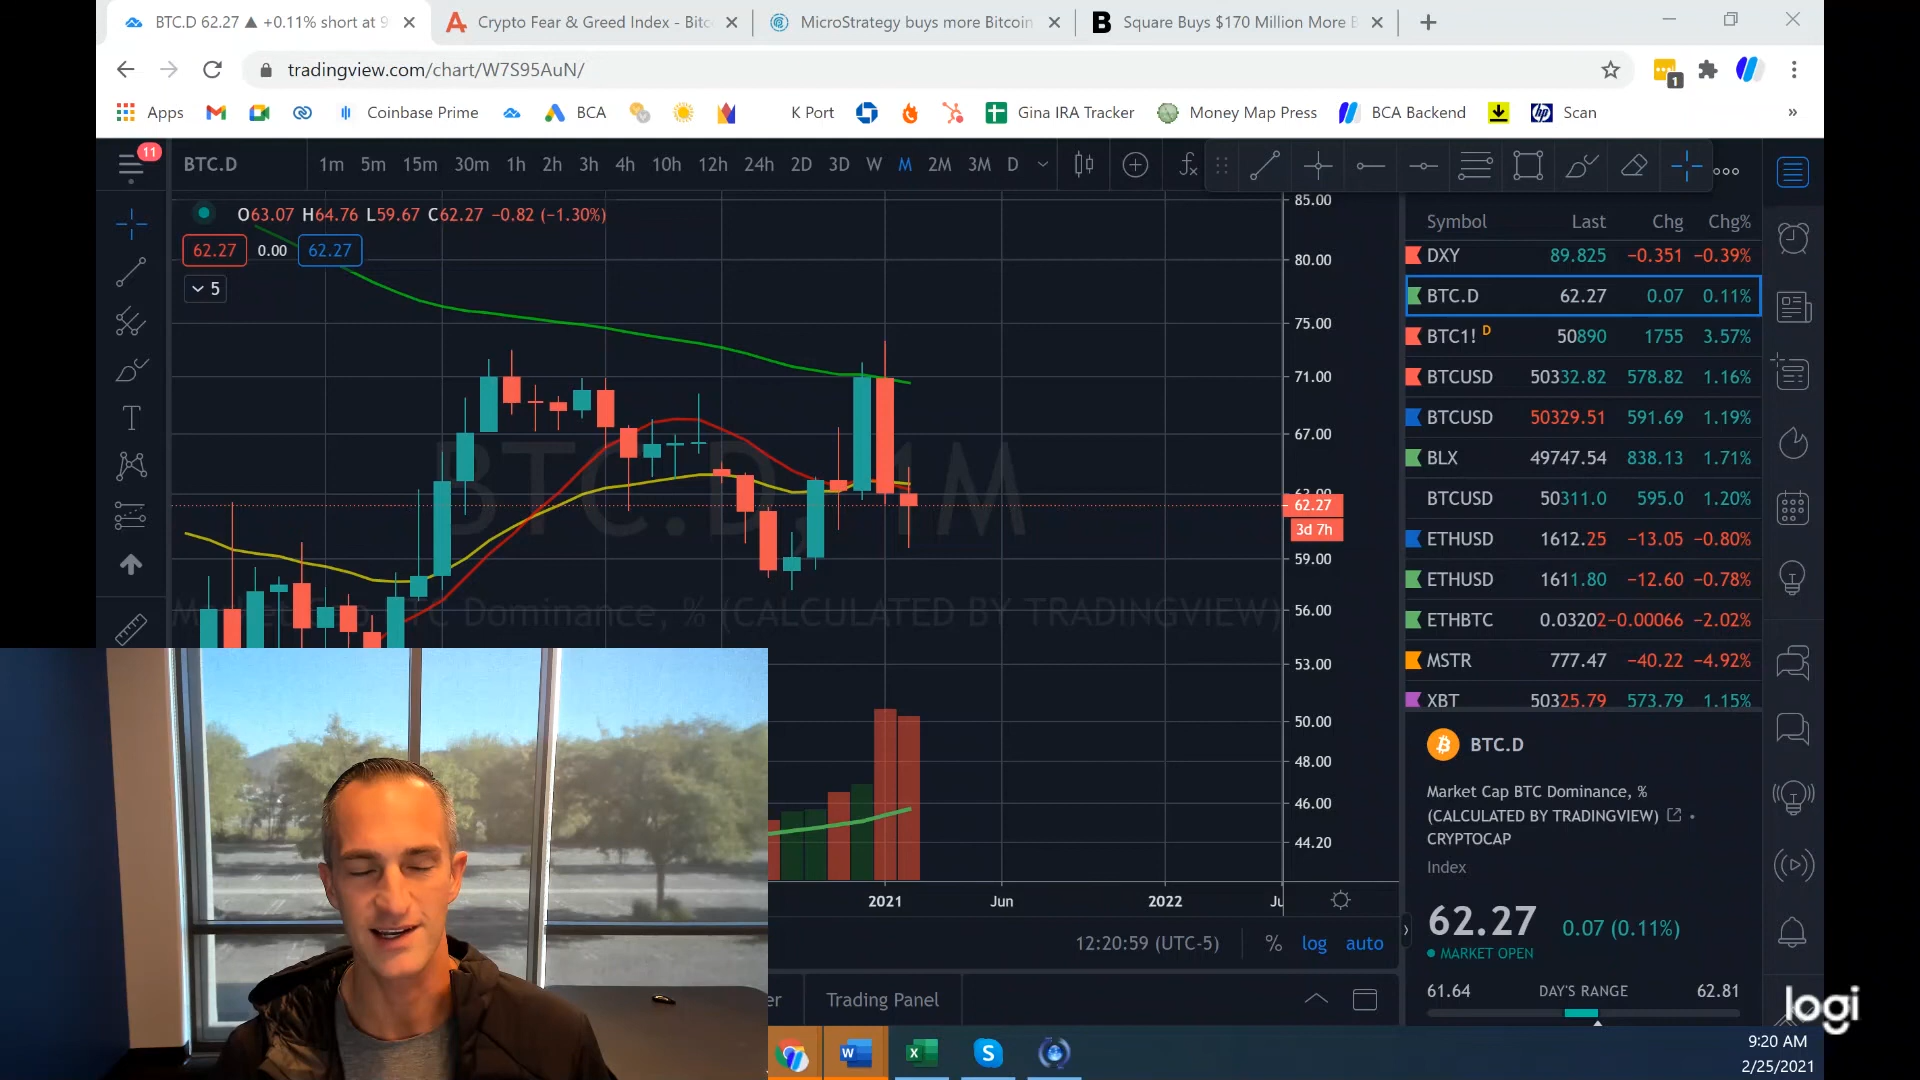 BTC.D 62.27 ▲ +0.11% short at 9
Crypto Fear & Greed Index - Bitc
MicroStrategy buys more Bitcoin
Square Buys $170 Million More B
tradingview.com/chart/W7S95AuN/
1
Apps Coinbase Prime BCA K Port Gina IRA Tracker Money Map Press BCA Backend Scan »
11
BTC.D 1m 5m 15m 30m 1h 2h 3h 4h 10h 12h 24h 2D 3D W M 2M 3M D
O63.07 H64.76 L59.67 C62.27 −0.82 (−1.30%)
62.27 0.00 62.27
5
BTC.D, 1M
Market Cap BTC Dominance, % (CALCULATED BY TRADINGVIEW)
85.00
80.00
75.00
71.00
67.00
62.27
3d 7h
59.00
56.00
53.00
50.00
48.00
46.00
44.20
2021 Jun 2022
12:20:59 (UTC-5) % log auto
Trading Panel
Symbol Last Chg Chg%
DXY 89.825 −0.351 −0.39%
BTC.D 62.27 0.07 0.11%
BTC1! D 50890 1755 3.57%
BTCUSD 50332.82 578.82 1.16%
BTCUSD 50329.51 591.69 1.19%
BLX 49747.54 838.13 1.71%
BTCUSD 50311.0 595.0 1.20%
ETHUSD 1612.25 −13.05 −0.80%
ETHUSD 1611.80 −12.60 −0.78%
ETHBTC 0.03202 −0.00066 −2.02%
MSTR 777.47 −40.22 −4.92%
XBT 50325.79 573.79 1.15%
BTC.D
Market Cap BTC Dominance, %
(CALCULATED BY TRADINGVIEW) •
CRYPTOCAP
Index
62.27 0.07 (0.11%)
MARKET OPEN
61.64 DAY'S RANGE 62.81
logi
9:20 AM
2/25/2021